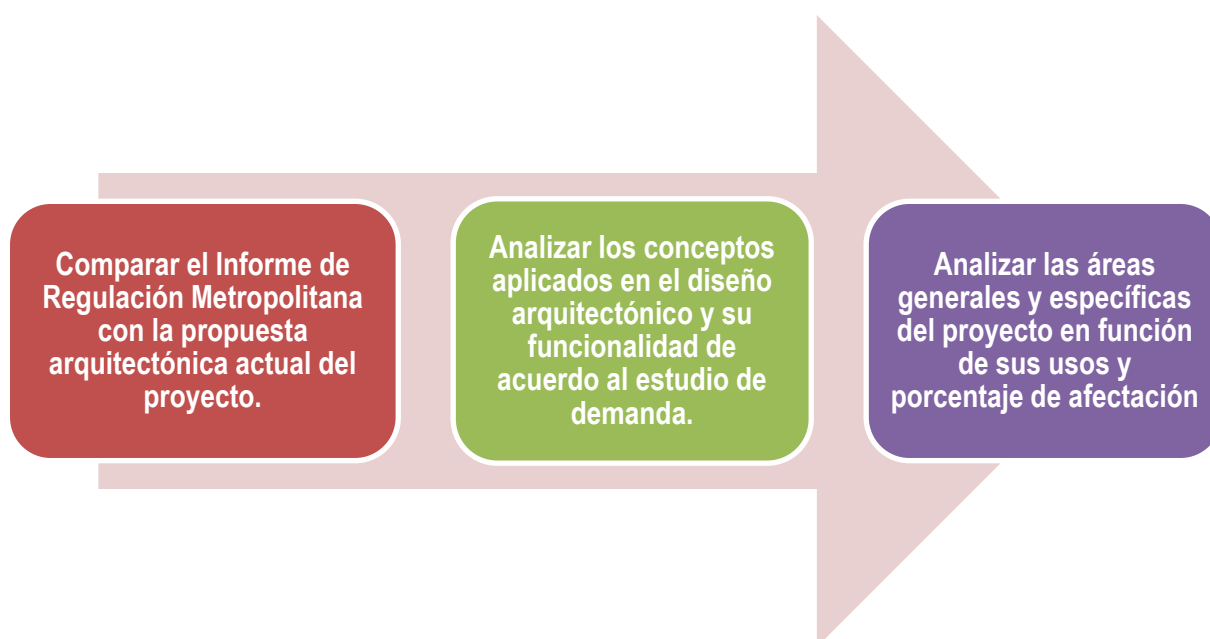 Comparar el Informe de
Regulación Metropolitana
con la propuesta
arquitectónica actual del
proyecto.
Analizar los conceptos
aplicados en el diseño
arquitectónico y su
funcionalidad de
acuerdo al estudio de
demanda.
Analizar las áreas
generales y específicas
del proyecto en función
de sus usos y
porcentaje de afectación